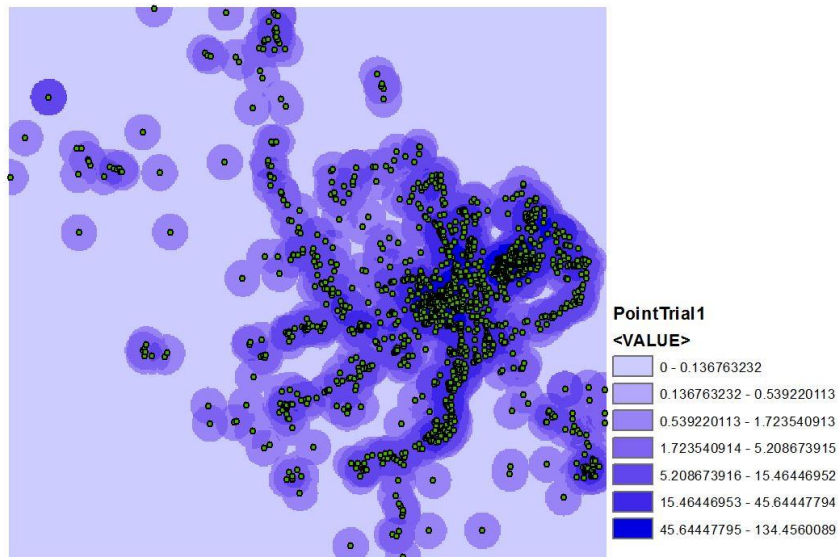 PointTrial1
<VALUE>
0 - 0.136763232
0.136763232 - 0.539220113
0.539220113 - 1.723540913
1.723540914 - 5.208673915
5.208673916 - 15.46446952
15.46446953 - 45.64447794
45.64447795 - 134.4560089